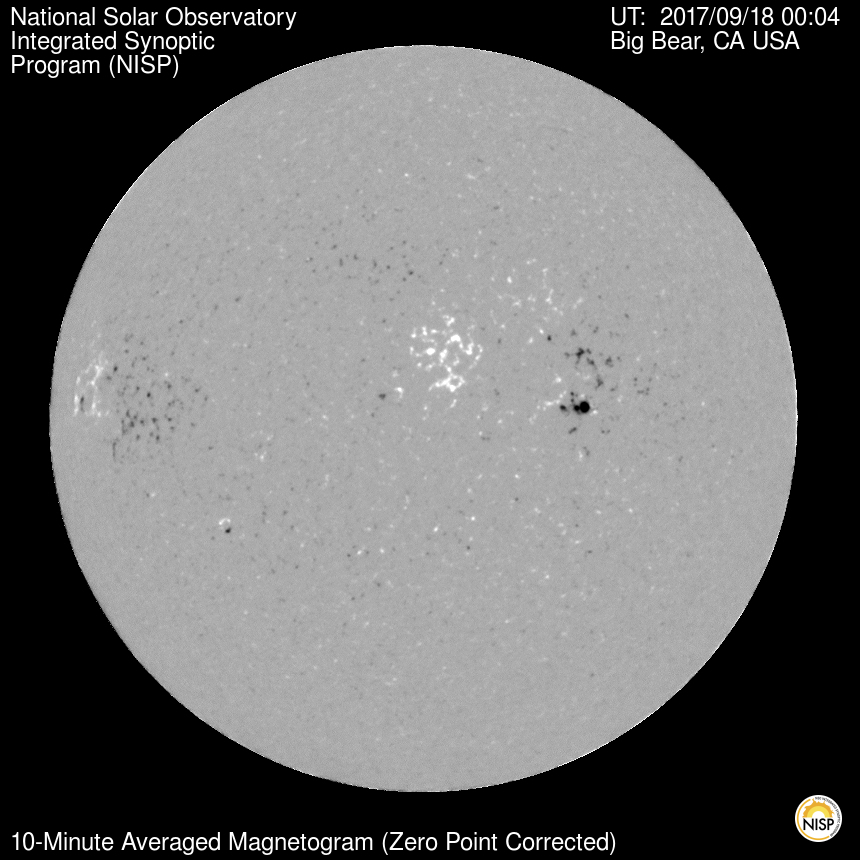 National Solar Observatory
Integrated Synoptic
Program (NISP)
UT:  2017/09/18 00:04
Big Bear, CA USA
10-Minute Averaged Magnetogram (Zero Point Corrected)
NISP